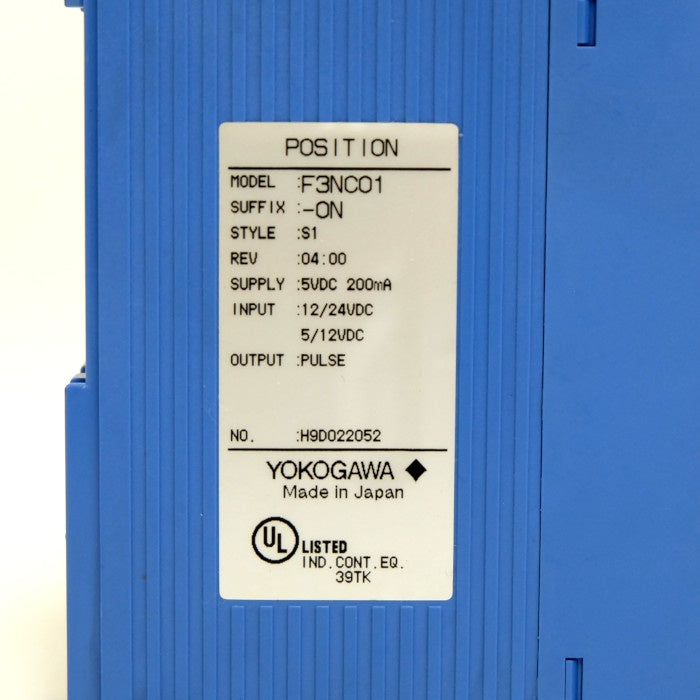 POSITION
MODEL :F3NC01
SUFFIX :-0N
STYLE :S1
REV :04:00
SUPPLY :5VDC 200mA
INPUT :12/24VDC
5/12VDC
OUTPUT :PULSE
NO. :H9D022052
YOKOGAWA ◆
Made in Japan
UL LISTED
IND.CONT.EQ.
39TK